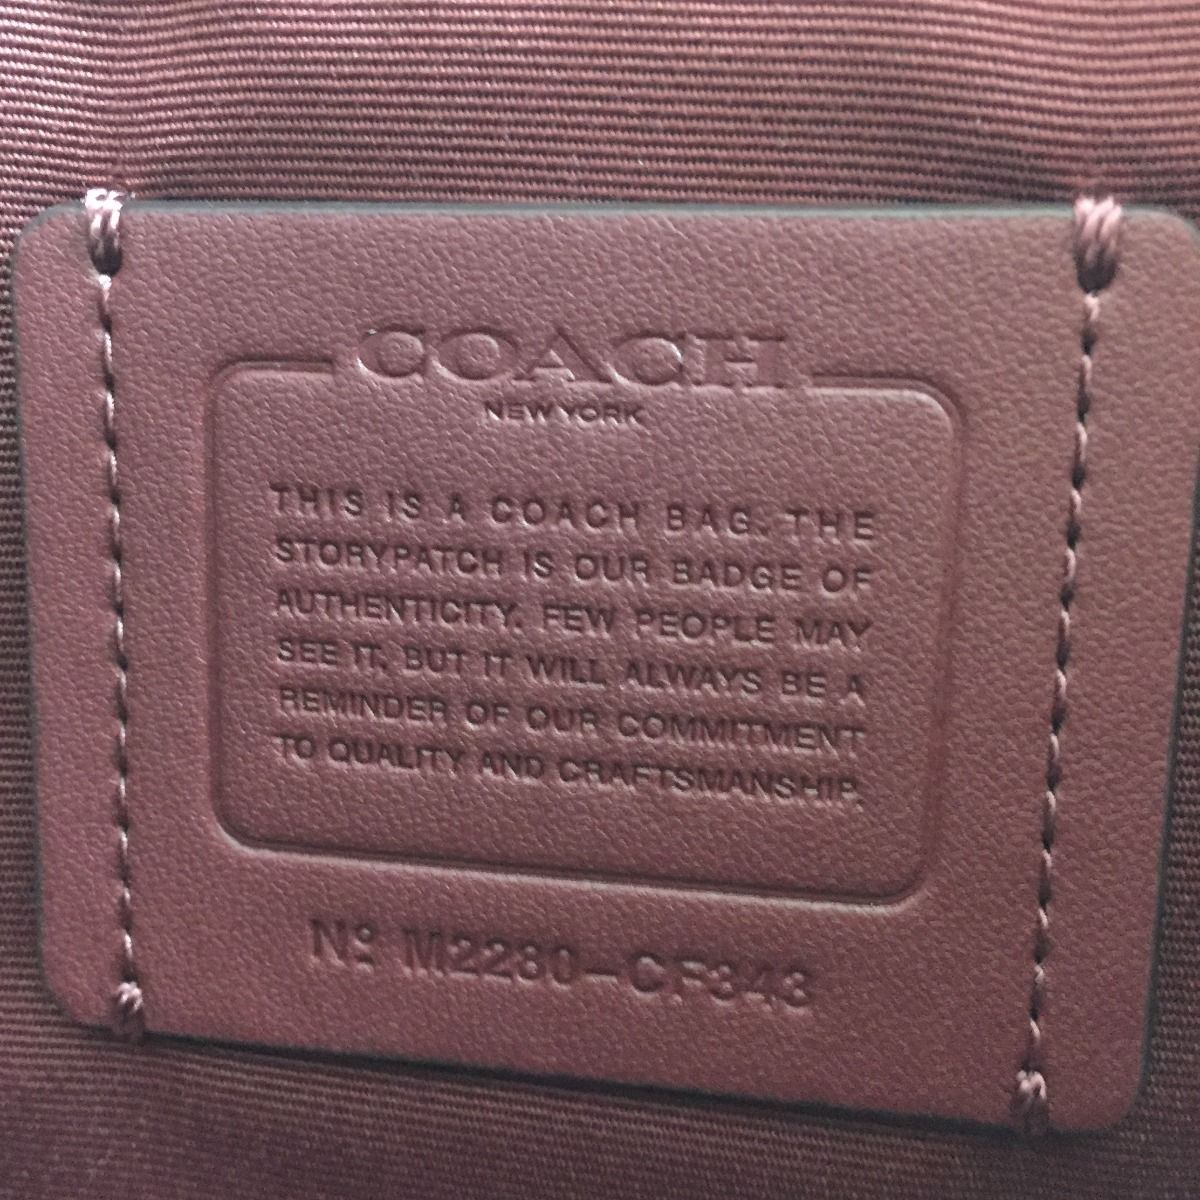 COACH
NEW YORK
THIS IS A COACH BAG. THE
STORYPATCH IS OUR BADGE OF
AUTHENTICITY. FEW PEOPLE MAY
SEE IT, BUT IT WILL ALWAYS BE A
REMINDER OF OUR COMMITMENT
TO QUALITY AND CRAFTSMANSHIP.
Nº M2230-CF343